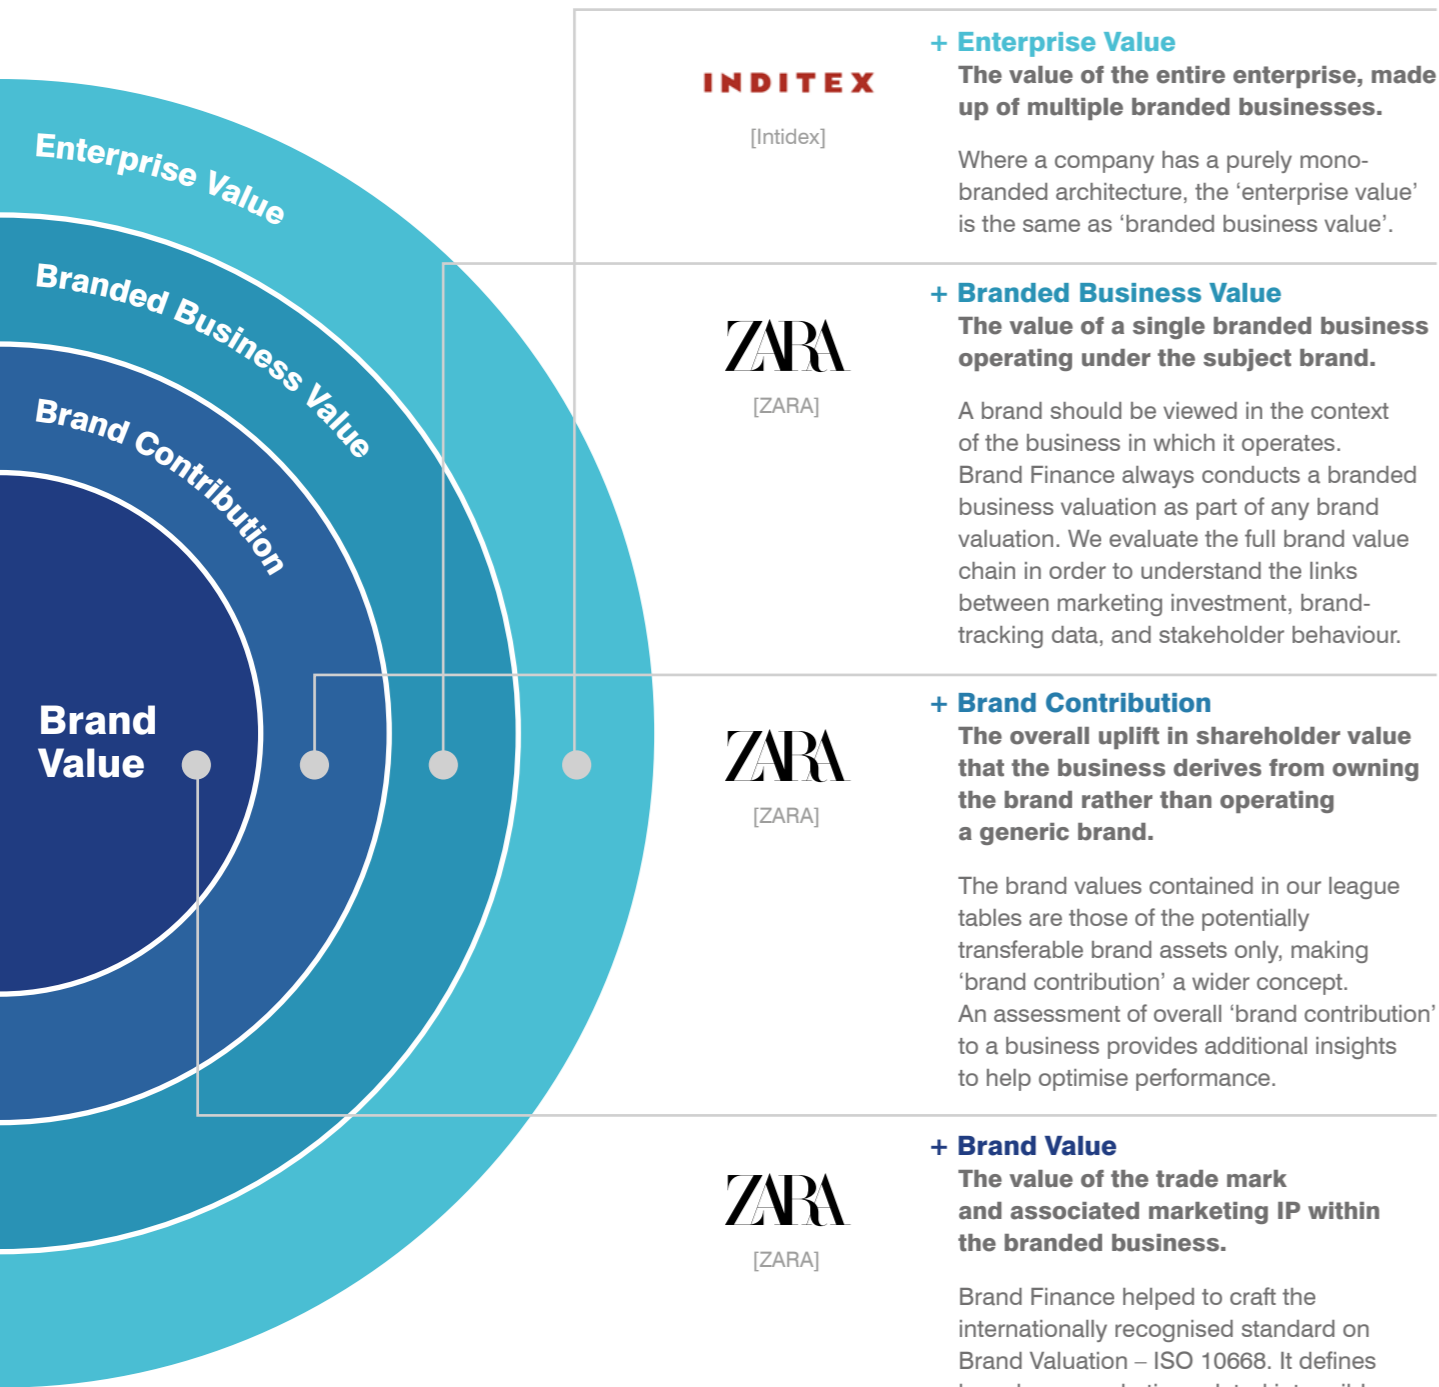 Enterprise Value
Branded Business Value
Brand Contribution
Brand
Value
INDITEX
[Intidex]
+ Enterprise Value
The value of the entire enterprise, made
up of multiple branded businesses.
Where a company has a purely mono-
branded architecture, the ‘enterprise value’
is the same as ‘branded business value’.
ZARA
[ZARA]
+ Branded Business Value
The value of a single branded business
operating under the subject brand.
A brand should be viewed in the context
of the business in which it operates.
Brand Finance always conducts a branded
business valuation as part of any brand
valuation. We evaluate the full brand value
chain in order to understand the links
between marketing investment, brand-
tracking data, and stakeholder behaviour.
ZARA
[ZARA]
+ Brand Contribution
The overall uplift in shareholder value
that the business derives from owning
the brand rather than operating
a generic brand.
The brand values contained in our league
tables are those of the potentially
transferable brand assets only, making
‘brand contribution’ a wider concept.
An assessment of overall ‘brand contribution’
to a business provides additional insights
to help optimise performance.
ZARA
[ZARA]
+ Brand Value
The value of the trade mark
and associated marketing IP within
the branded business.
Brand Finance helped to craft the
internationally recognised standard on
Brand Valuation – ISO 10668. It defines